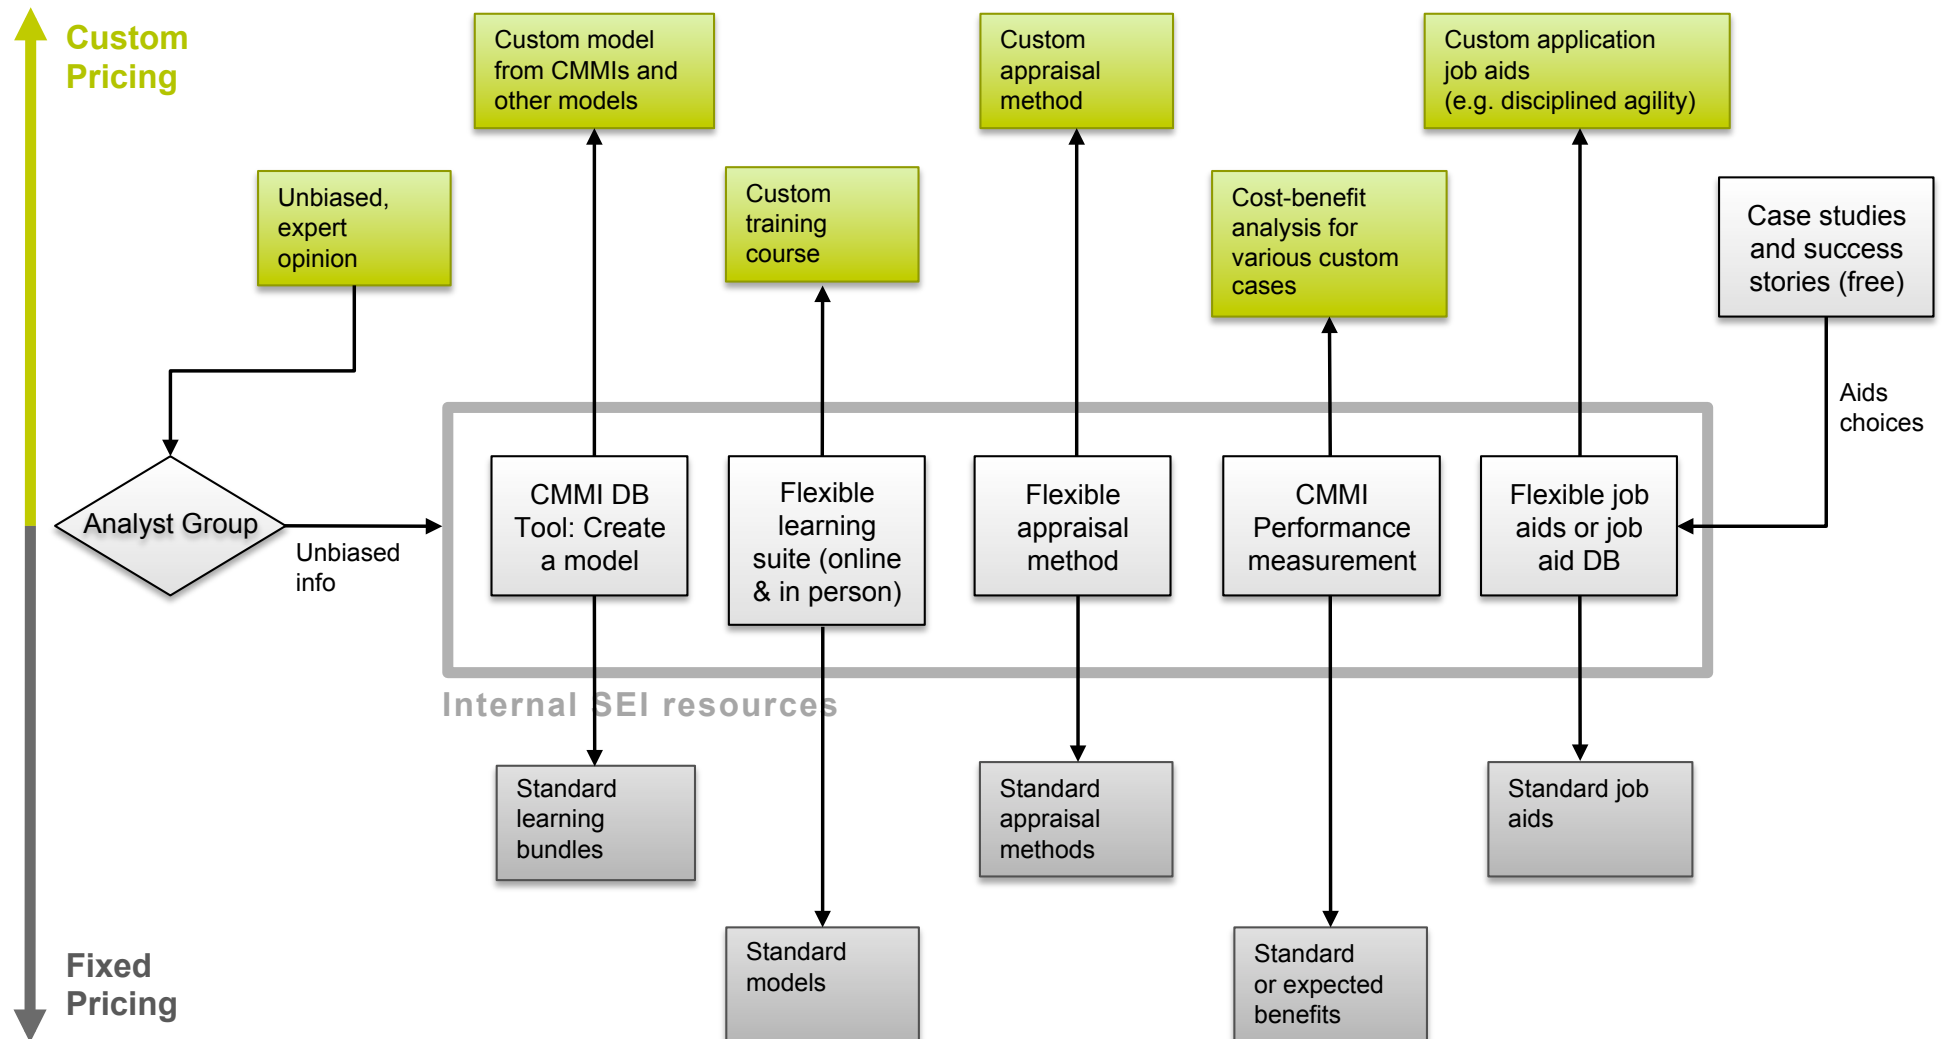 Custom
Pricing
Custom model
from CMMIs and
other models
Custom
appraisal
method
Custom application
job aids
(e.g. disciplined agility)
Unbiased,
expert
opinion
Custom
training
course
Cost-benefit
analysis for
various custom
cases
Case studies
and success
stories (free)
Aids
choices
Analyst Group
Unbiased
info
CMMI DB
Tool: Create
a model
Flexible
learning
suite (online
& in person)
Flexible
appraisal
method
CMMI
Performance
measurement
Flexible job
aids or job
aid DB
Internal SEI resources
Standard
learning
bundles
Standard
appraisal
methods
Standard job
aids
Standard
models
Standard
or expected
benefits
Fixed
Pricing